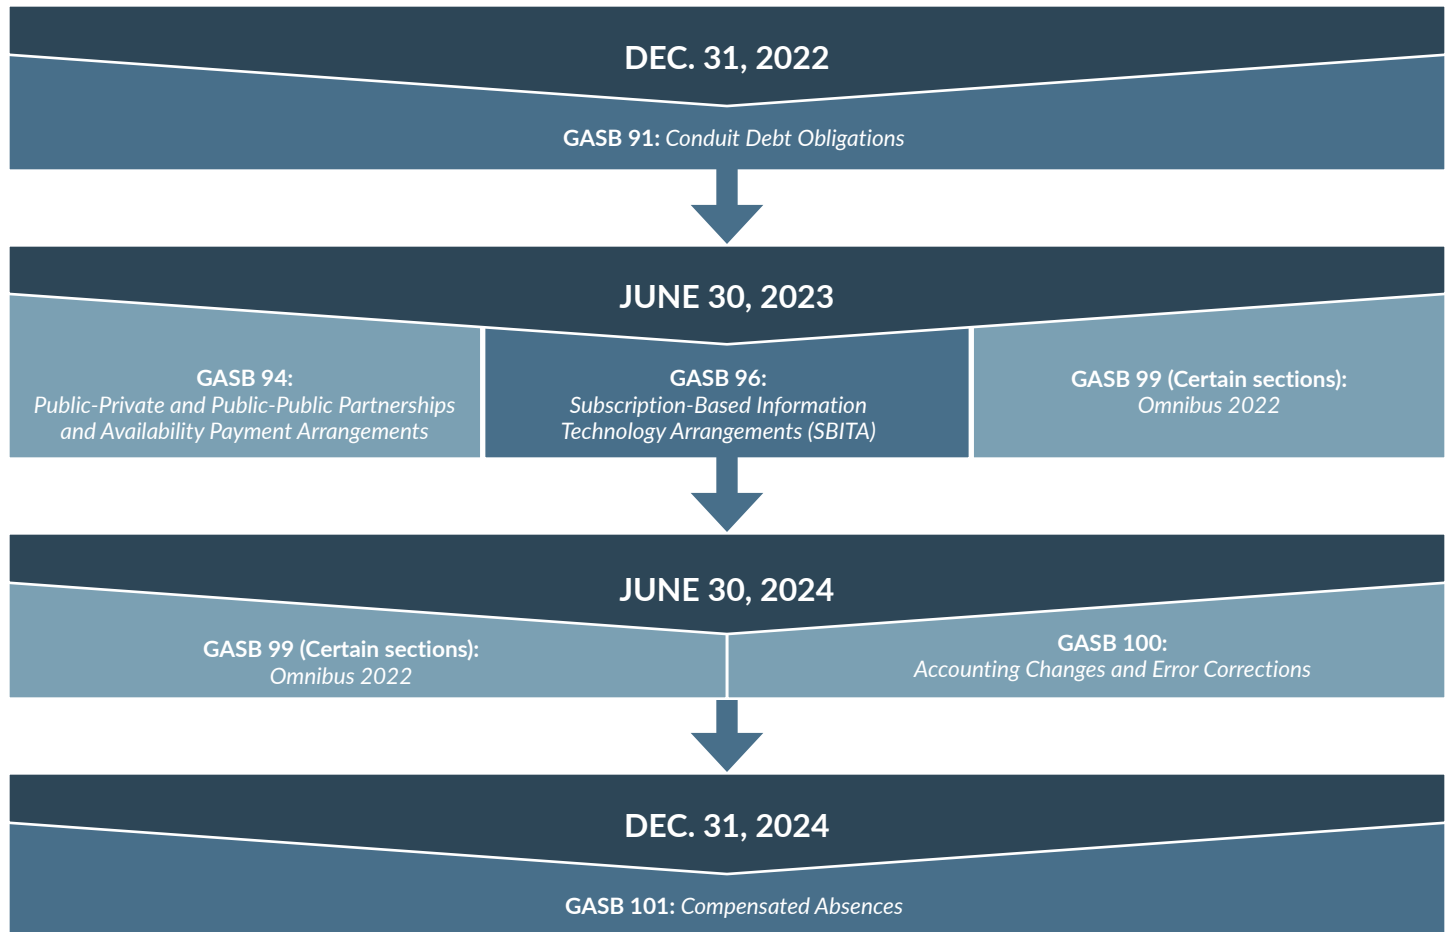 DEC. 31, 2022
GASB 91: Conduit Debt Obligations
JUNE 30, 2023
GASB 94:
Public-Private and Public-Public Partnerships
and Availability Payment Arrangements
GASB 96:
Subscription-Based Information
Technology Arrangements (SBITA)
GASB 99 (Certain sections):
Omnibus 2022
JUNE 30, 2024
GASB 99 (Certain sections):
Omnibus 2022
GASB 100:
Accounting Changes and Error Corrections
DEC. 31, 2024
GASB 101: Compensated Absences